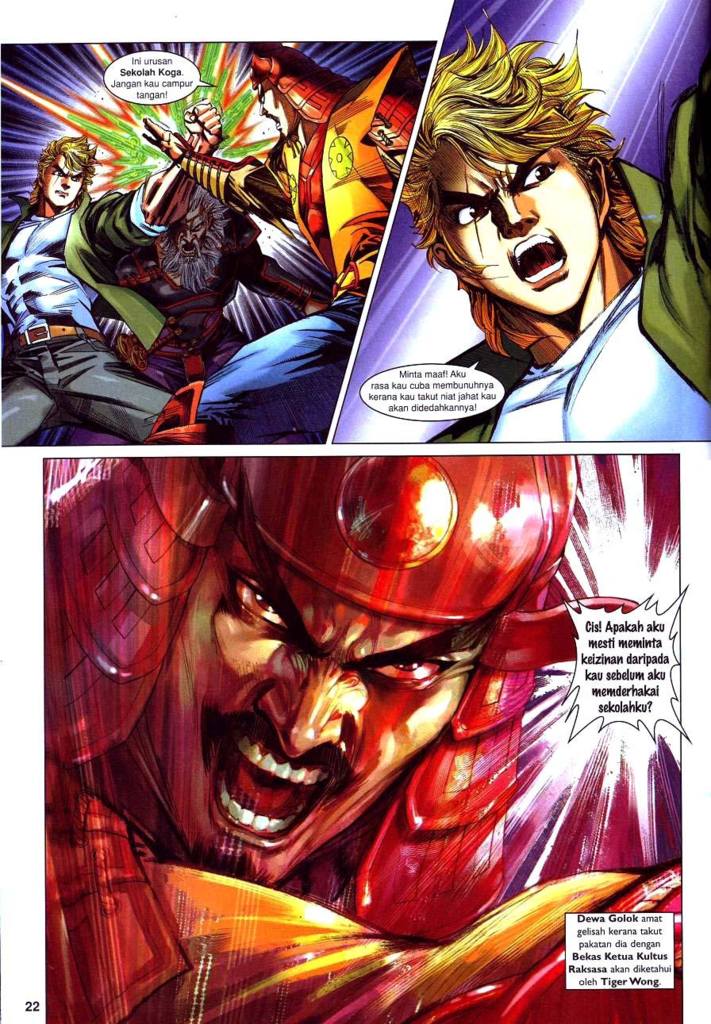 Ini urusan
Sekolah Koga.
Jangan kau campur
tangan!
Minta maaf! Aku
rasa kau cuba membunuhnya
kerana kau takut niat jahat kau
akan didedahkannya!
Cis! Apakah aku
mesti meminta
keizinan daripada
kau sebelum aku
memderhakai
sekolahku?
Dewa Golok amat
gelisah kerana takut
pakatan dia dengan
Bekas Ketua Kultus
Raksasa akan diketahui
oleh Tiger Wong.
22